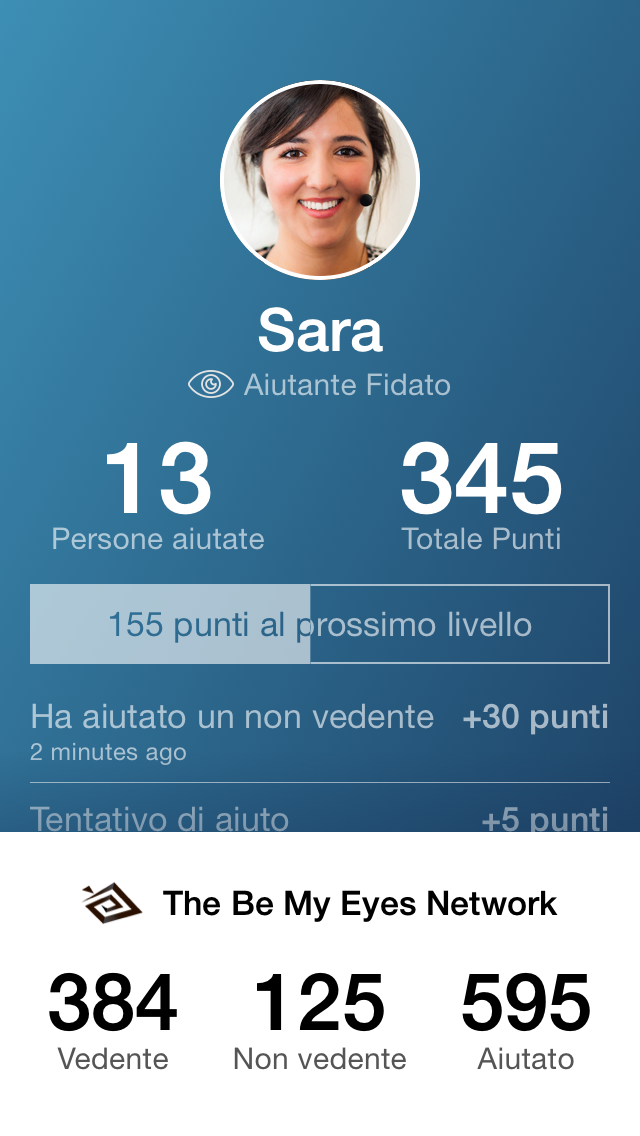 Sara
Aiutante Fidato
13 345
Persone aiutate Totale Punti
155 punti al prossimo livello
Ha aiutato un non vedente +30 punti
2 minutes ago
Tentativo di aiuto +5 punti
The Be My Eyes Network
384 125 595
Vedente Non vedente Aiutato